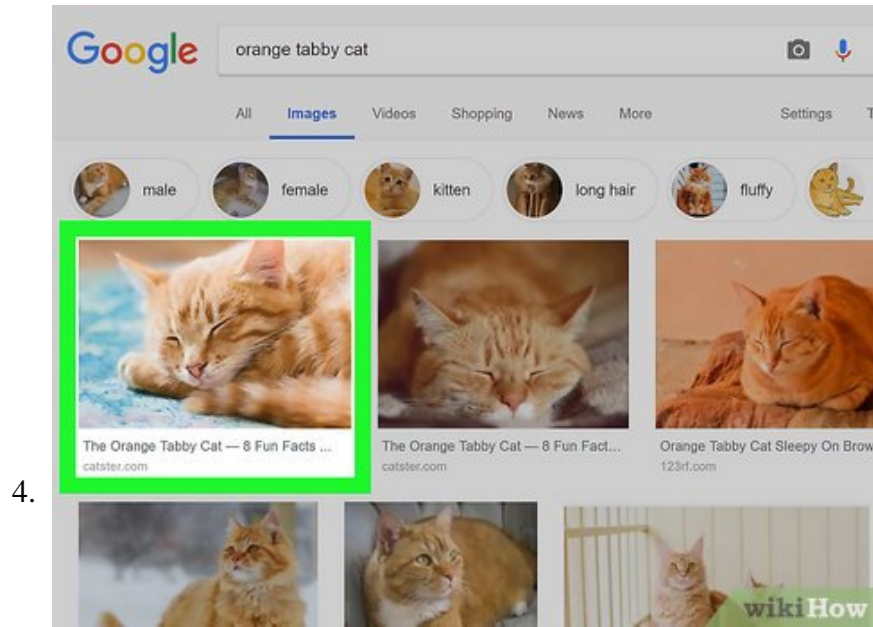 Google orange tabby cat
All Images Videos Shopping News More Settings T
male female kitten long hair fluffy
The Orange Tabby Cat — 8 Fun Facts ... The Orange Tabby Cat — 8 Fun Fact... Orange Tabby Cat Sleepy On Brow
catster.com catster.com 123rf.com
4.
wikiHow